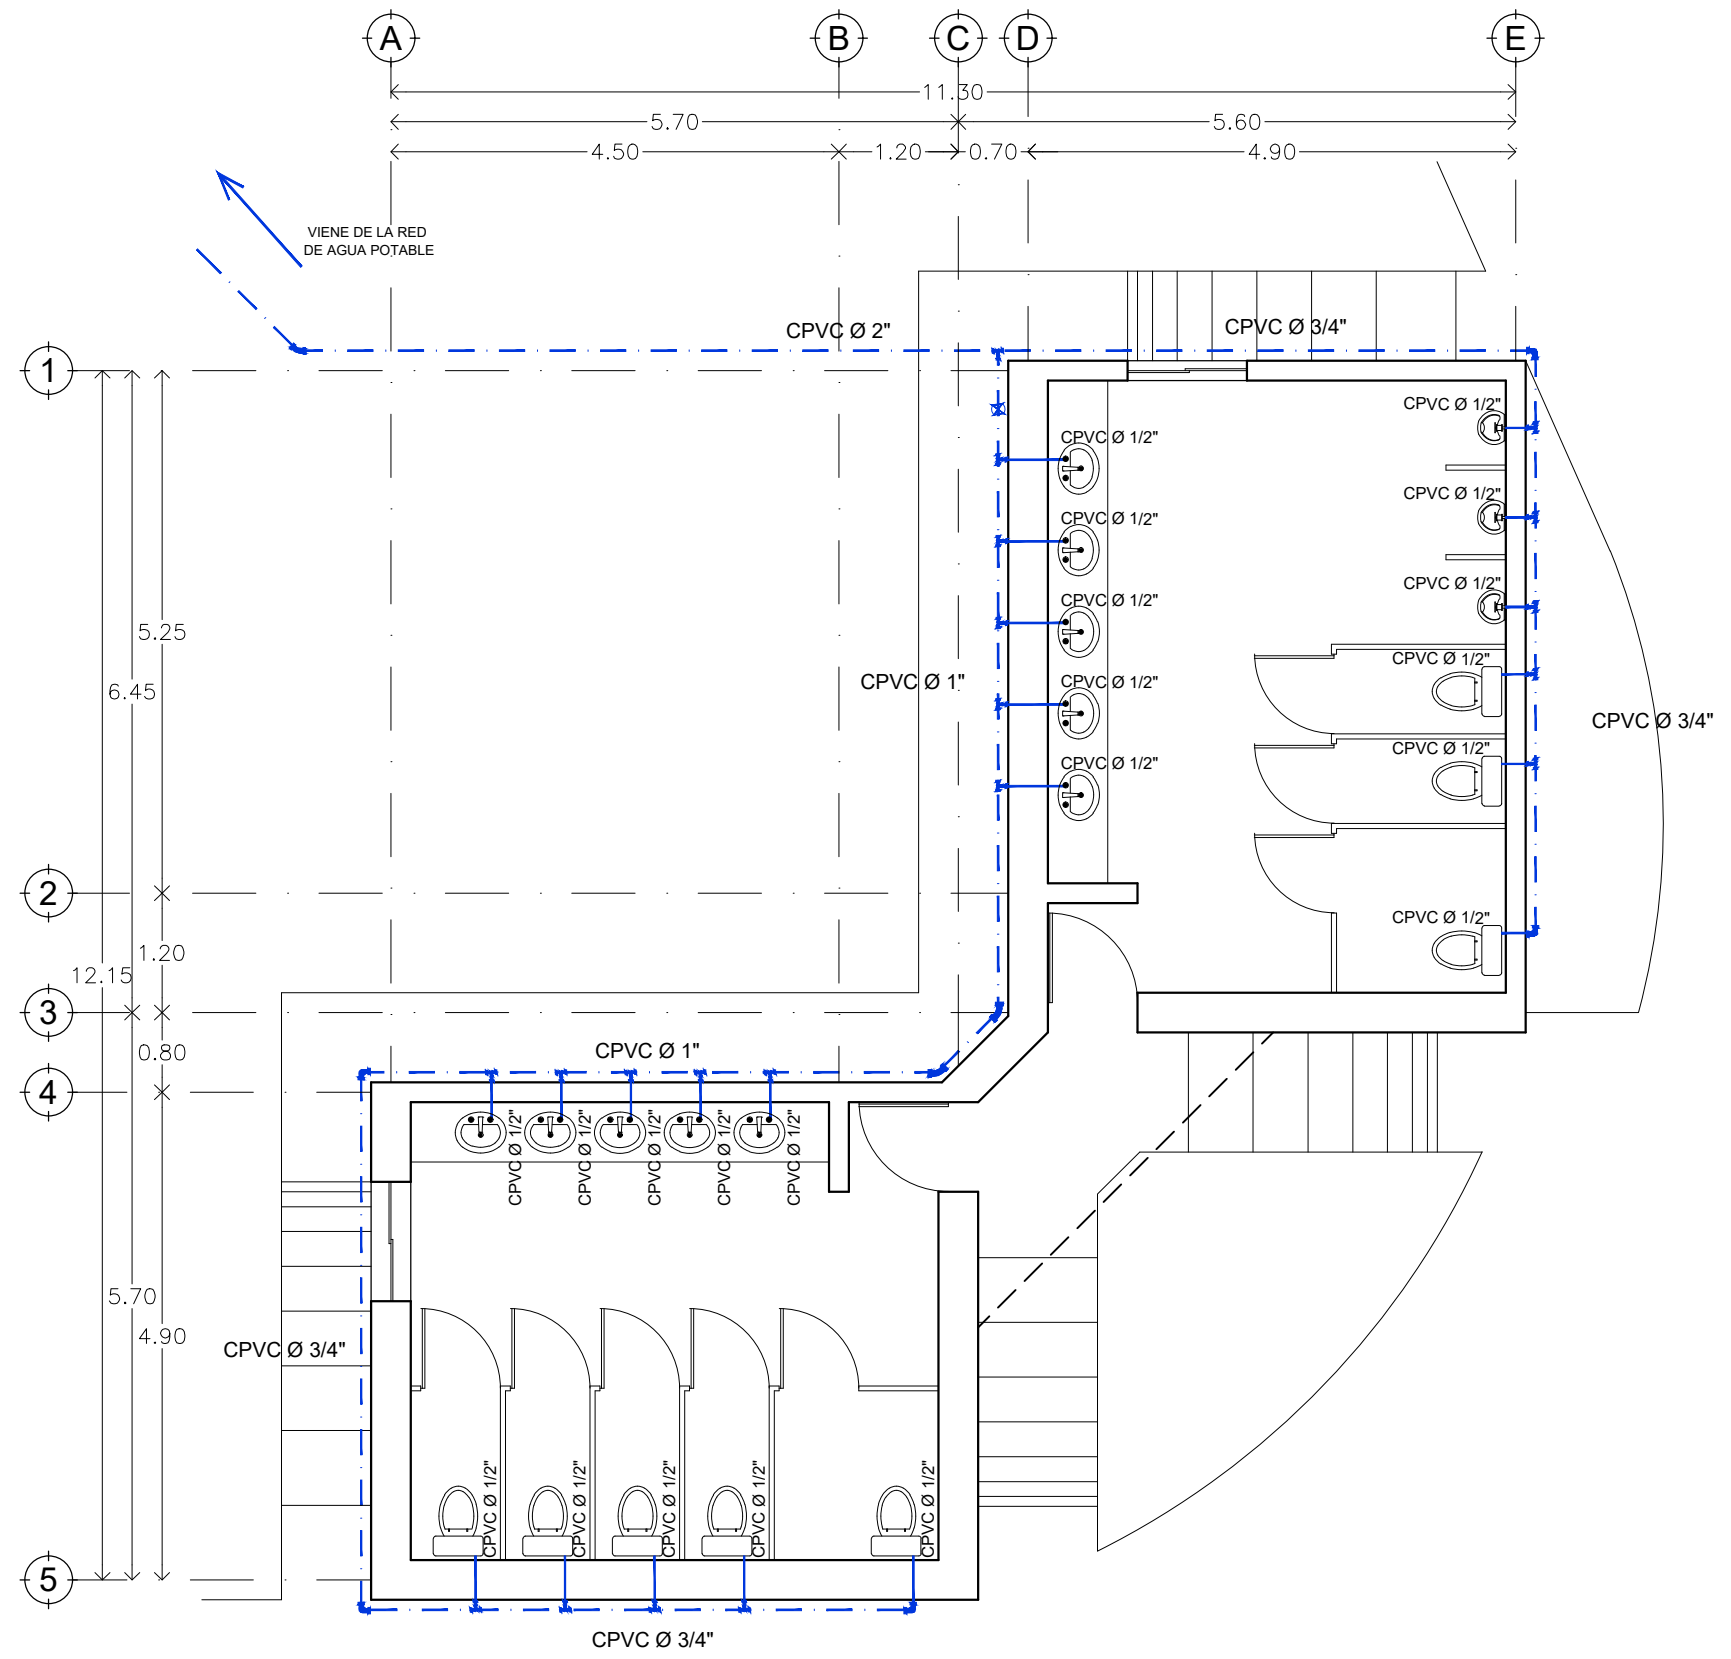 A
B
C
D
E
11.30
5.70
5.60
4.50
1.20
0.70
4.90
VIENE DE LA RED
DE AGUA POTABLE
CPVC Ø 2"
CPVC Ø 3/4"
1
CPVC Ø 1/2"
CPVC Ø 1/2"
CPVC Ø 1/2"
CPVC Ø 1/2"
CPVC Ø 1/2"
CPVC Ø 1/2"
5.25
CPVC Ø 1/2"
6.45
CPVC Ø 1"
CPVC Ø 1/2"
CPVC Ø 3/4"
CPVC Ø 1/2"
CPVC Ø 1/2"
2
CPVC Ø 1/2"
1.20
12.15
3
0.80
CPVC Ø 1"
4
CPVC Ø 1/2"
CPVC Ø 1/2"
CPVC Ø 1/2"
CPVC Ø 1/2"
CPVC Ø 1/2"
5.70
4.90
CPVC Ø 3/4"
CPVC Ø 1/2"
CPVC Ø 1/2"
CPVC Ø 1/2"
CPVC Ø 1/2"
CPVC Ø 1/2"
5
CPVC Ø 3/4"